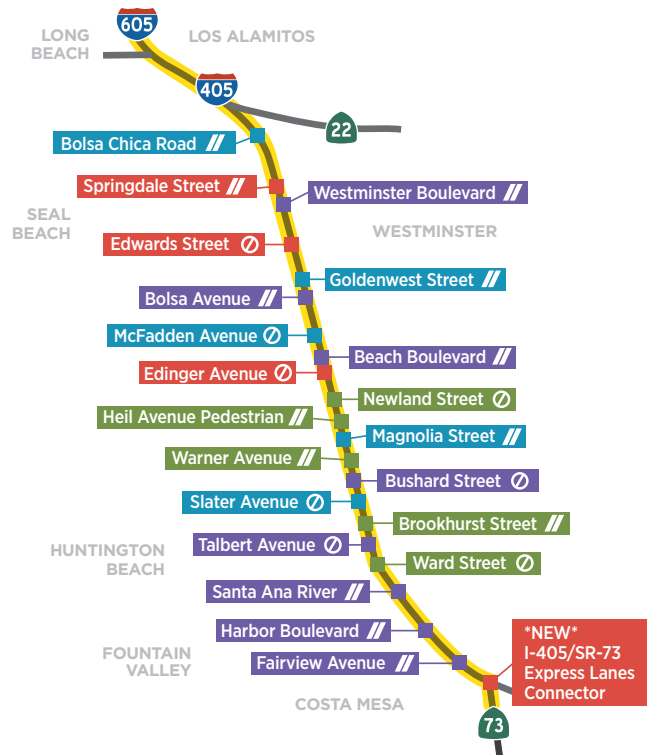 605
LONG
BEACH
LOS ALAMITOS
405
22
Bolsa Chica Road
Springdale Street
Westminster Boulevard
SEAL
BEACH
WESTMINSTER
Edwards Street
Goldenwest Street
Bolsa Avenue
McFadden Avenue
Beach Boulevard
Edinger Avenue
Newland Street
Heil Avenue Pedestrian
Magnolia Street
Warner Avenue
Bushard Street
Slater Avenue
Brookhurst Street
Talbert Avenue
HUNTINGTON
BEACH
Ward Street
Santa Ana River
Harbor Boulevard
*NEW*
I-405/SR-73
Express Lanes
Connector
FOUNTAIN
VALLEY
Fairview Avenue
COSTA MESA
73